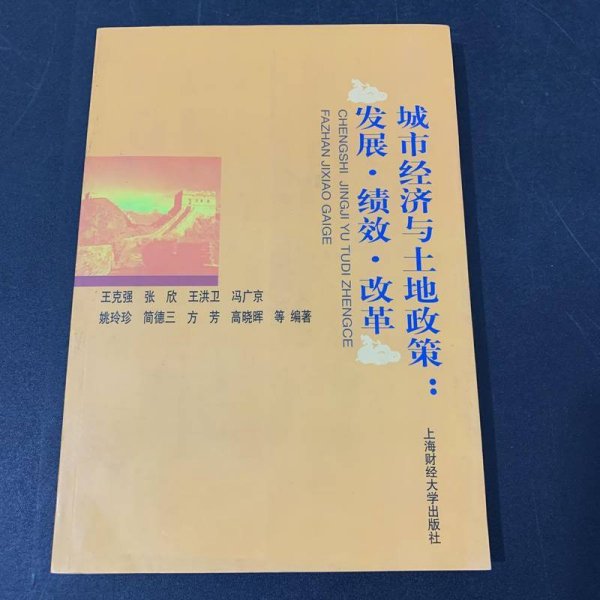 城市经济与土地政策：
发展·绩效·改革
CHENGSHI JINGJI YU TUDI ZHENGCE
FAZHAN JIXIAO GAIGE
王克强 张欣 王洪卫 冯广京
姚玲珍 简德三 方芳 高晓晖 等 编著
上海财经大学出版社